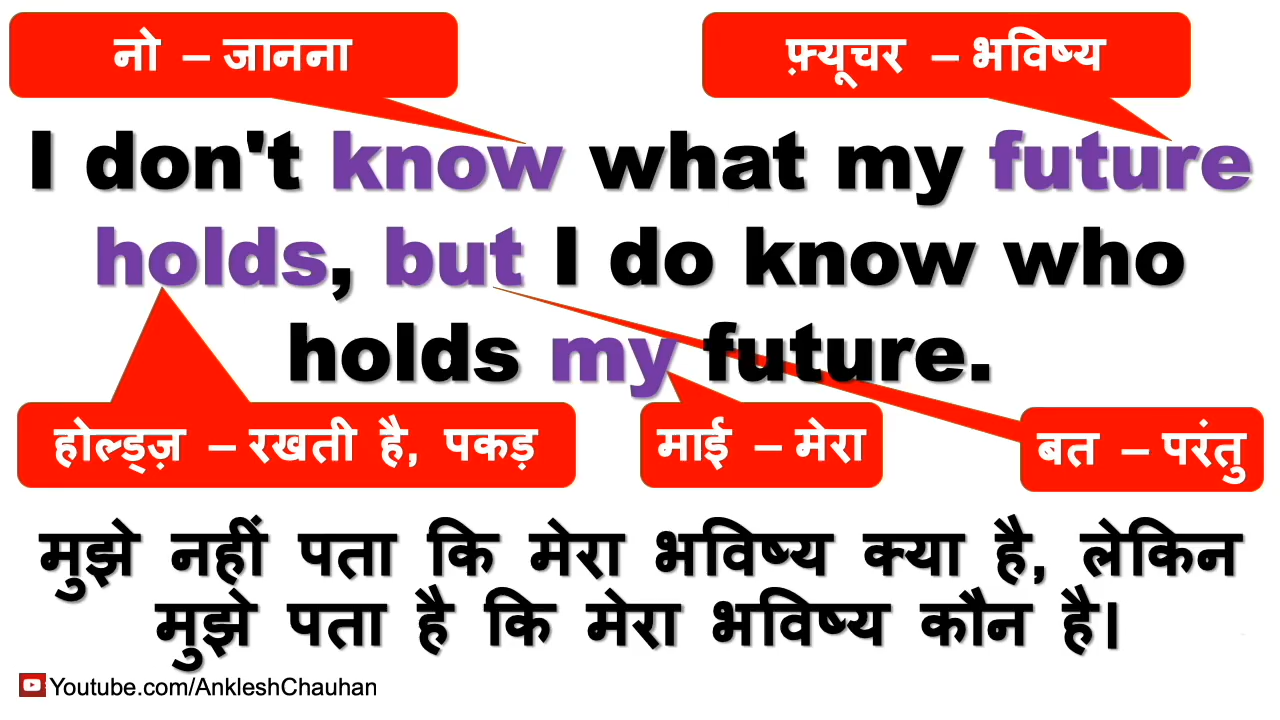 नो – जानना
फ़्यूचर – भविष्य
I don't know what my future
holds, but I do know who
holds my future.
होल्ड्ज़ – रखती है, पकड़
माई – मेरा
बत – परंतु
मुझे नहीं पता कि मेरा भविष्य क्या है, लेकिन
मुझे पता है कि मेरा भविष्य कौन है।
Youtube.com/AnkleshChauhan